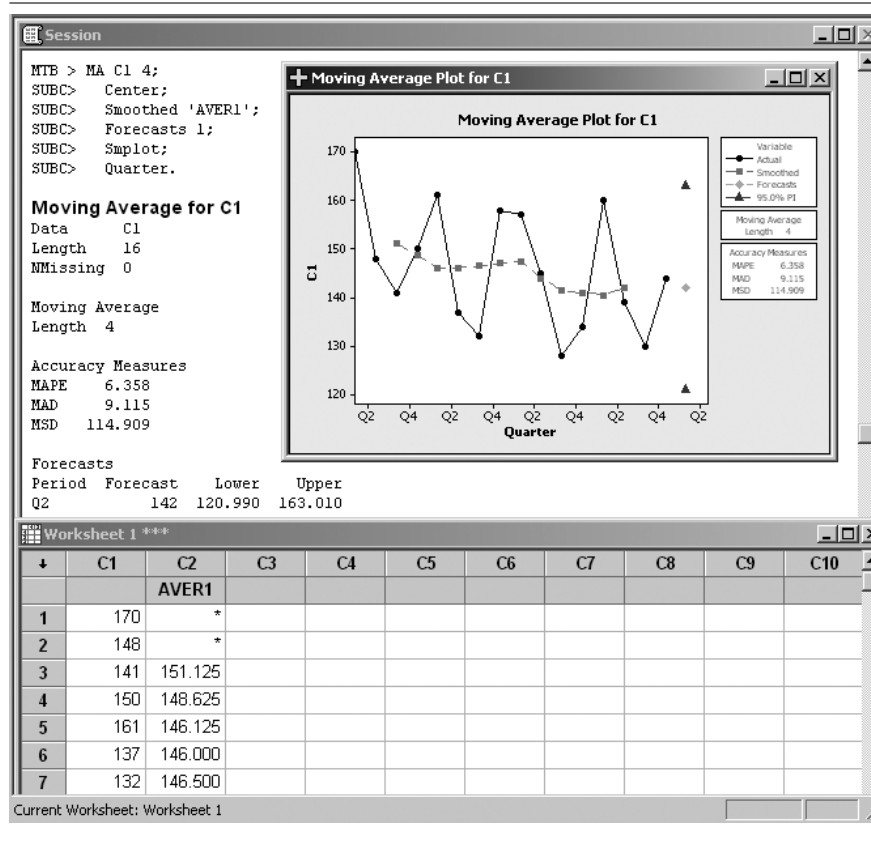 Session
MTB > MA C1 4;
SUBC> Center;
SUBC> Smoothed 'AVER1';
SUBC> Forecasts 1;
SUBC> Smplot;
SUBC> Quarter.
Moving Average for C1
Data C1
Length 16
NMissing 0
Moving Average
Length 4
Accuracy Measures
MAPE 6.358
MAD 9.115
MSD 114.909
Forecasts
Period Forecast Lower Upper
Q2 142 120.990 163.010
Moving Average Plot for C1
Moving Average Plot for C1
170
160
150
140
130
120
C1
Q2 Q4 Q2 Q4 Q2 Q4 Q2 Q4 Q2
Quarter
Variable
Actual
Smoothed
Forecasts
95.0% PI
Moving Average
Length 4
Accuracy Measures
MAPE 6.358
MAD 9.115
MSD 114.909
Worksheet 1 ***
C1 C2 C3 C4 C5 C6 C7 C8 C9 C10
AVER1
1 170 *
2 148 *
3 141 151.125
4 150 148.625
5 161 146.125
6 137 146.000
7 132 146.500
Current Worksheet: Worksheet 1